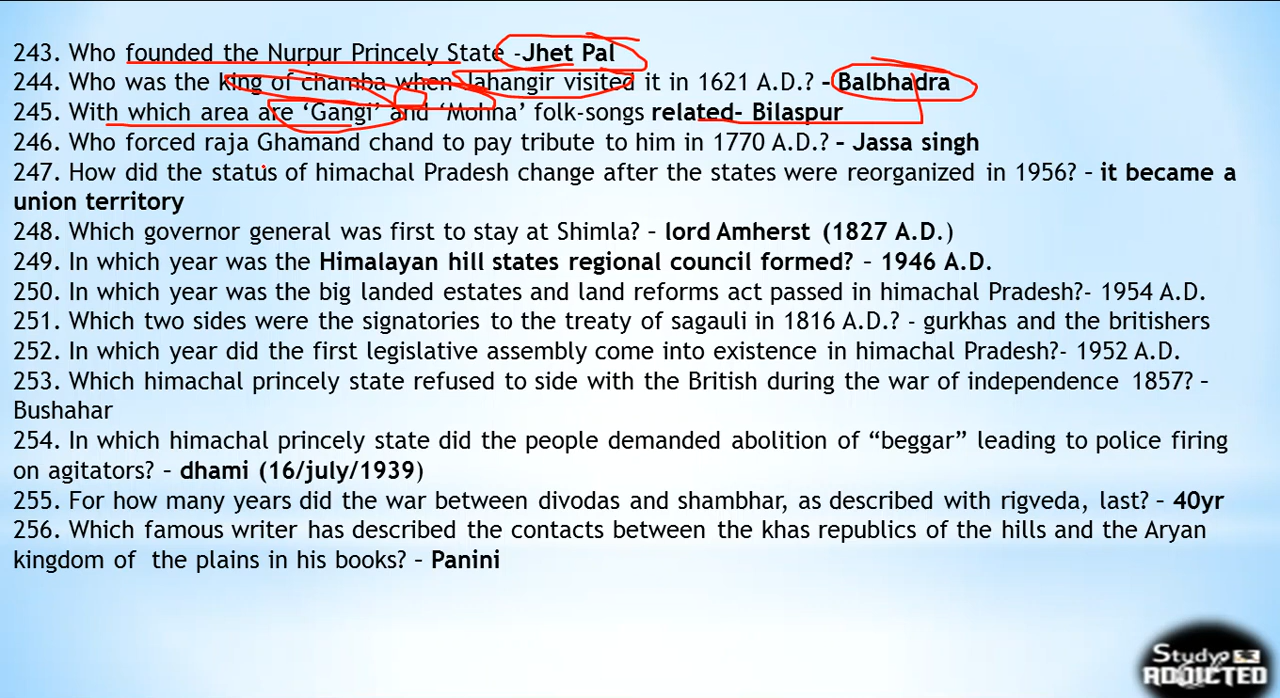 243. Who founded the Nurpur Princely State -Jhet Pal
244. Who was the king of chamba when Jahangir visited it in 1621 A.D.? – Balbhadra
245. With which area are ‘Gangi’ and ‘Mohna’ folk-songs related- Bilaspur
246. Who forced raja Ghamand chand to pay tribute to him in 1770 A.D.? – Jassa singh
247. How did the status of himachal Pradesh change after the states were reorganized in 1956? – it became a
union territory
248. Which governor general was first to stay at Shimla? – lord Amherst (1827 A.D.)
249. In which year was the Himalayan hill states regional council formed? – 1946 A.D.
250. In which year was the big landed estates and land reforms act passed in himachal Pradesh?- 1954 A.D.
251. Which two sides were the signatories to the treaty of sagauli in 1816 A.D.? - gurkhas and the britishers
252. In which year did the first legislative assembly come into existence in himachal Pradesh?- 1952 A.D.
253. Which himachal princely state refused to side with the British during the war of independence 1857? –
Bushahar
254. In which himachal princely state did the people demanded abolition of “beggar” leading to police firing
on agitators? – dhami (16/july/1939)
255. For how many years did the war between divodas and shambhar, as described with rigveda, last? – 40yr
256. Which famous writer has described the contacts between the khas republics of the hills and the Aryan
kingdom of the plains in his books? – Panini
Study
ADDICTED